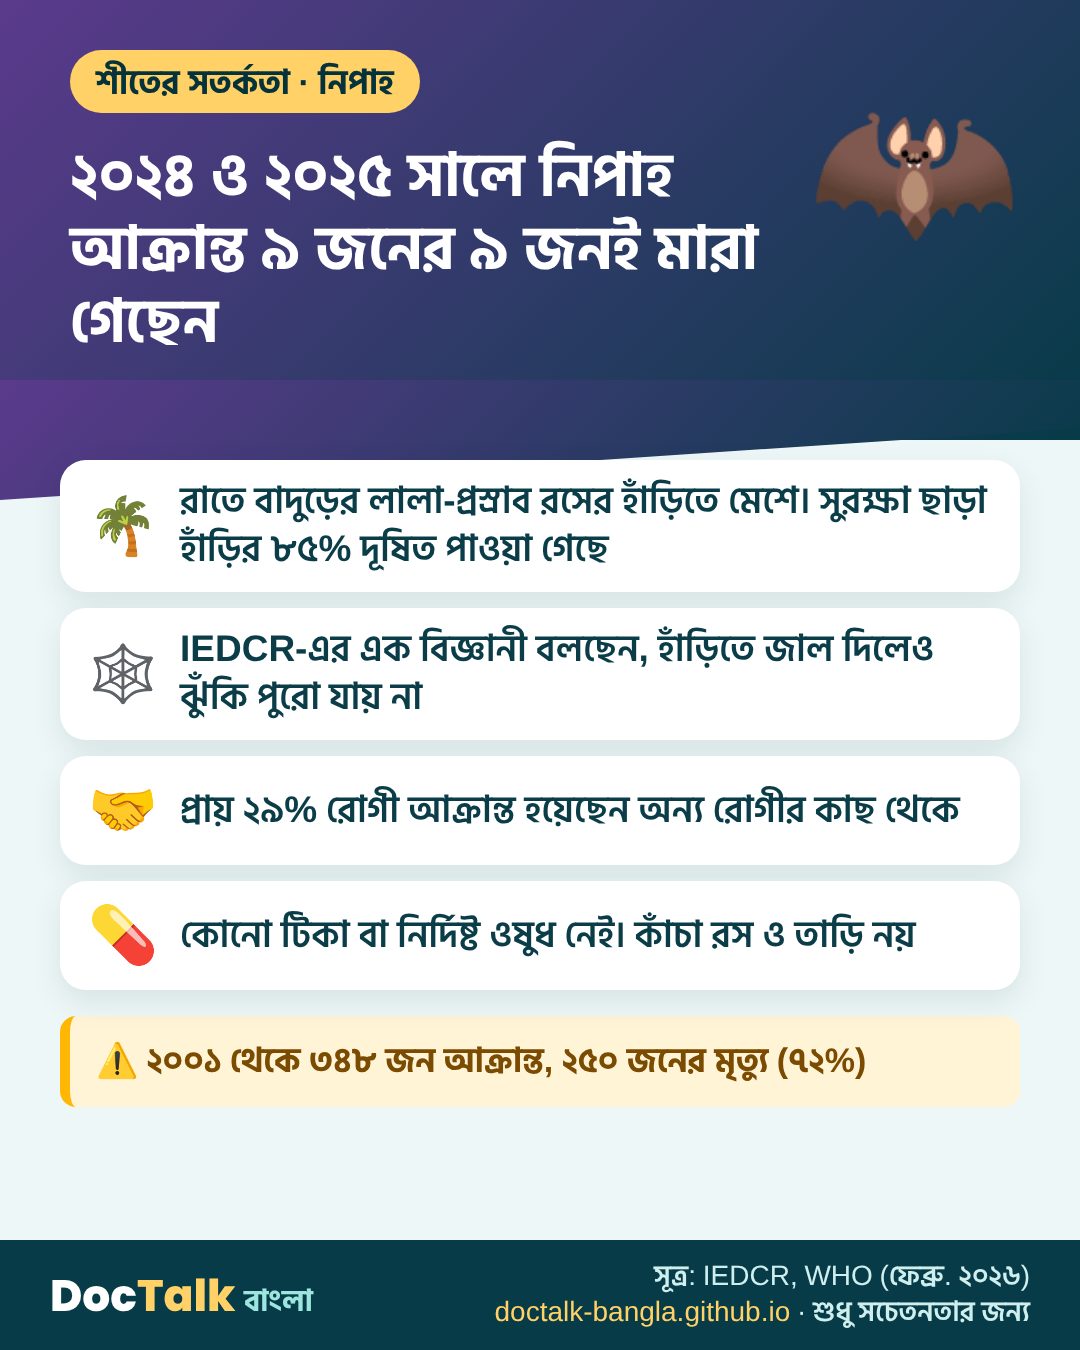 শীতের সতর্কতা · নিপাহ
২০২৪ ও ২০২৫ সালে নিপাহ
আক্রান্ত ৯ জনের ৯ জনই মারা
গেছেন
রাতে বাদুড়ের লালা-প্রস্রাব রসের হাঁড়িতে মেশে। সুরক্ষা ছাড়া
হাঁড়ির ৮৫% দূষিত পাওয়া গেছে
IEDCR-এর এক বিজ্ঞানী বলছেন, হাঁড়িতে জাল দিলেও
ঝুঁকি পুরো যায় না
প্রায় ২৯% রোগী আক্রান্ত হয়েছেন অন্য রোগীর কাছ থেকে
কোনো টিকা বা নির্দিষ্ট ওষুধ নেই। কাঁচা রস ও তাড়ি নয়
⚠️ ২০০১ থেকে ৩৪৮ জন আক্রান্ত, ২৫০ জনের মৃত্যু (৭২%)
DocTalk বাংলা
সূত্র: IEDCR, WHO (ফেব্রু. ২০২৬)
doctalk-bangla.github.io · শুধু সচেতনতার জন্য